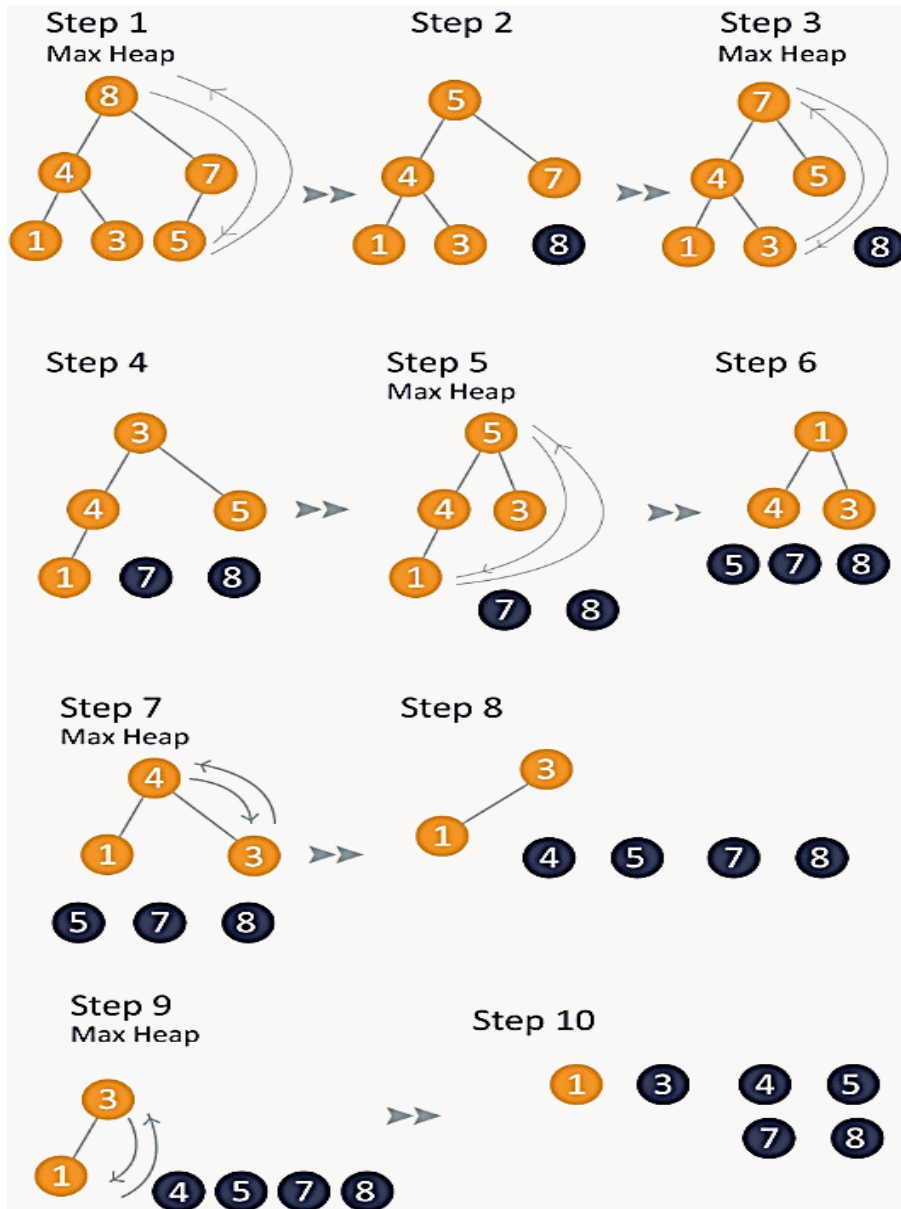 Step 1
Max Heap
8
4 7
1 3 5
Step 2
5
4 7
1 3 8
Step 3
Max Heap
7
4 5
1 3 8
Step 4
3
4 5
1 7 8
Step 5
Max Heap
5
4 3
1
7 8
Step 6
1
4 3
5 7 8
Step 7
Max Heap
4
1 3
5 7 8
Step 8
3
1
4 5 7 8
Step 9
Max Heap
3
1
4 5 7 8
Step 10
1 3 4 5
7 8